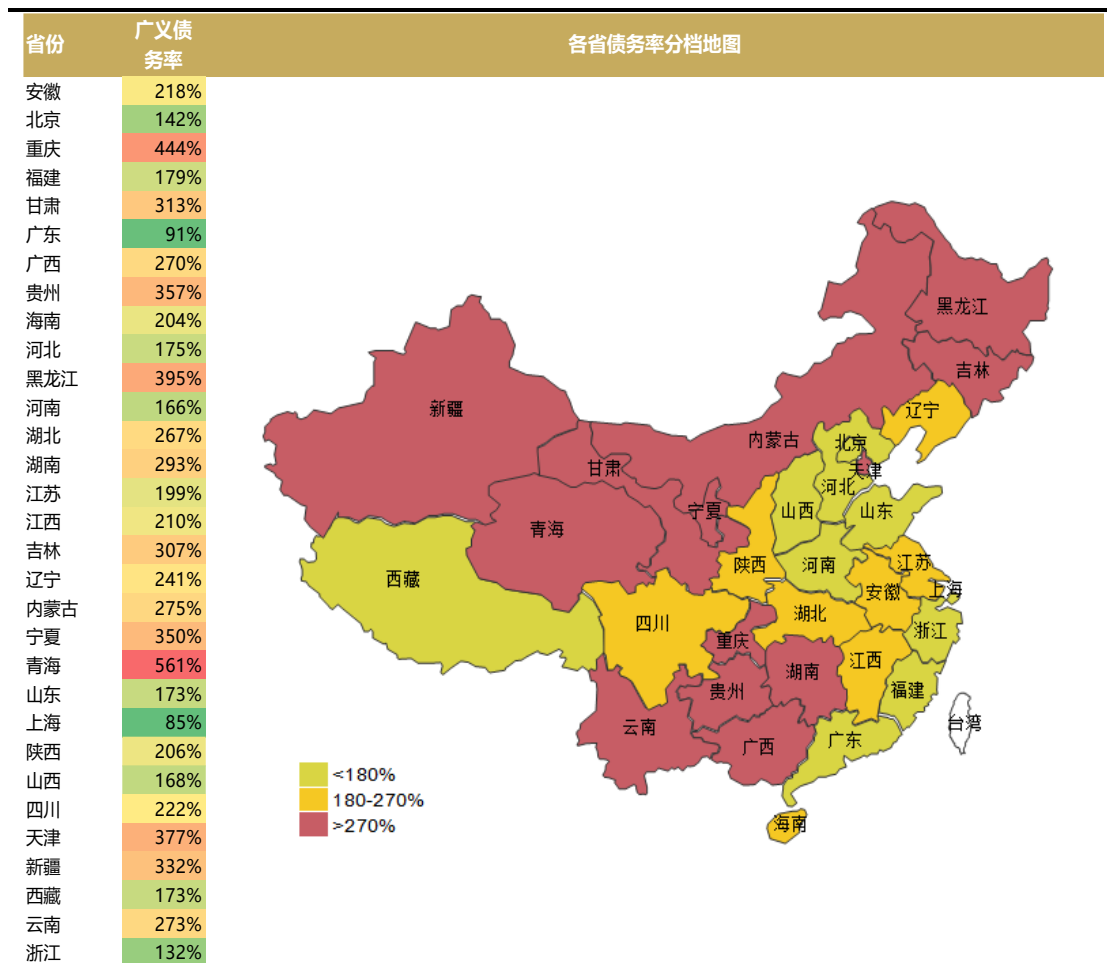 省份 广义债务率 各省债务率分档地图
安徽 218%
北京 142%
重庆 444%
福建 179%
甘肃 313%
广东 91%
广西 270%
贵州 357%
海南 204%
河北 175%
黑龙江 395%
河南 166%
湖北 267%
湖南 293%
江苏 199%
江西 210%
吉林 307%
辽宁 241%
内蒙古 275%
宁夏 350%
青海 561%
山东 173%
上海 85%
陕西 206%
山西 168%
四川 222%
天津 377%
新疆 332%
西藏 173%
云南 273%
浙江 132%
黑龙江
吉林
新疆
辽宁
内蒙古
北京
甘肃
天津
河北
宁夏
山西
山东
青海
陕西
河南
江苏
西藏
安徽
上海
四川
湖北
浙江
重庆
江西
湖南
贵州
福建
云南
台湾
广西
广东
海南
<180%
180-270%
>270%